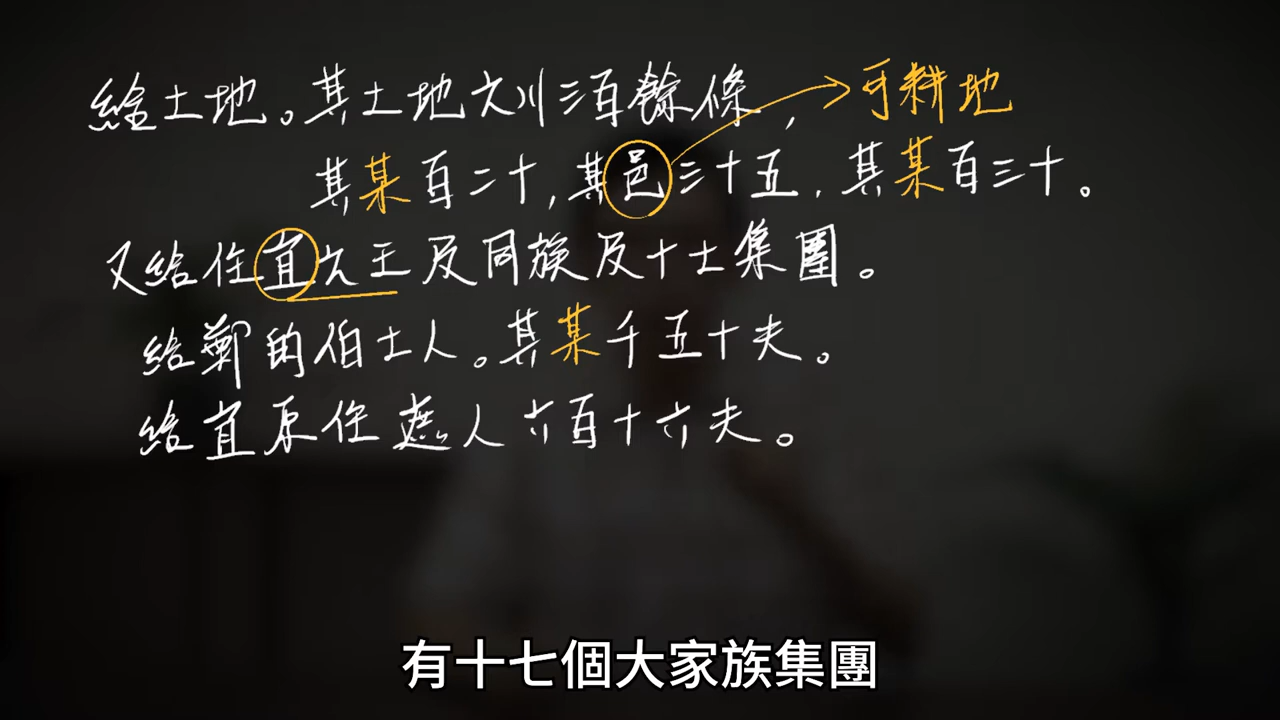 給土地。其土地大川三百餘條， 可耕地
其某百二十，其邑三十五，其某百三十。
又給住宜之王及同族及十七集團。
給鄭的伯士人。其某千五十夫。
給宜原住遮人六百十六夫。
有十七個大家族集團